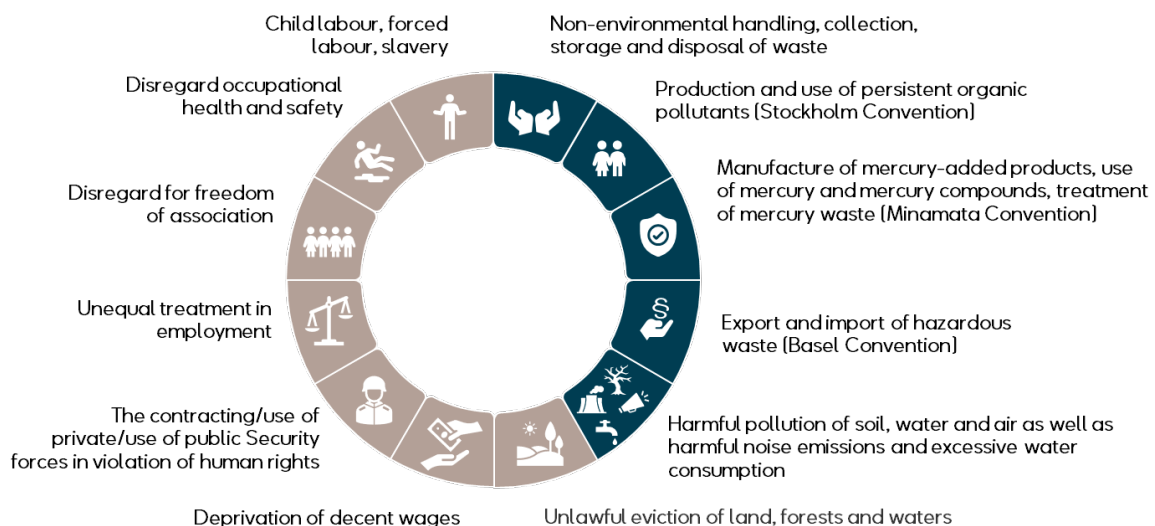 Child labour, forced
labour, slavery
Non-environmental handling, collection,
storage and disposal of waste
Disregard occupational
health and safety
Production and use of persistent organic
pollutants (Stockholm Convention)
Disregard for freedom
of association
Manufacture of mercury-added products, use
of mercury and mercury compounds, treatment
of mercury waste (Minamata Convention)
Unequal treatment in
employment
§
Export and import of hazardous
waste (Basel Convention)
The contracting/use of
private/use of public Security
forces in violation of human rights
Harmful pollution of soil, water and air as well as
harmful noise emissions and excessive water
consumption
Deprivation of decent wages
Unlawful eviction of land, forests and waters